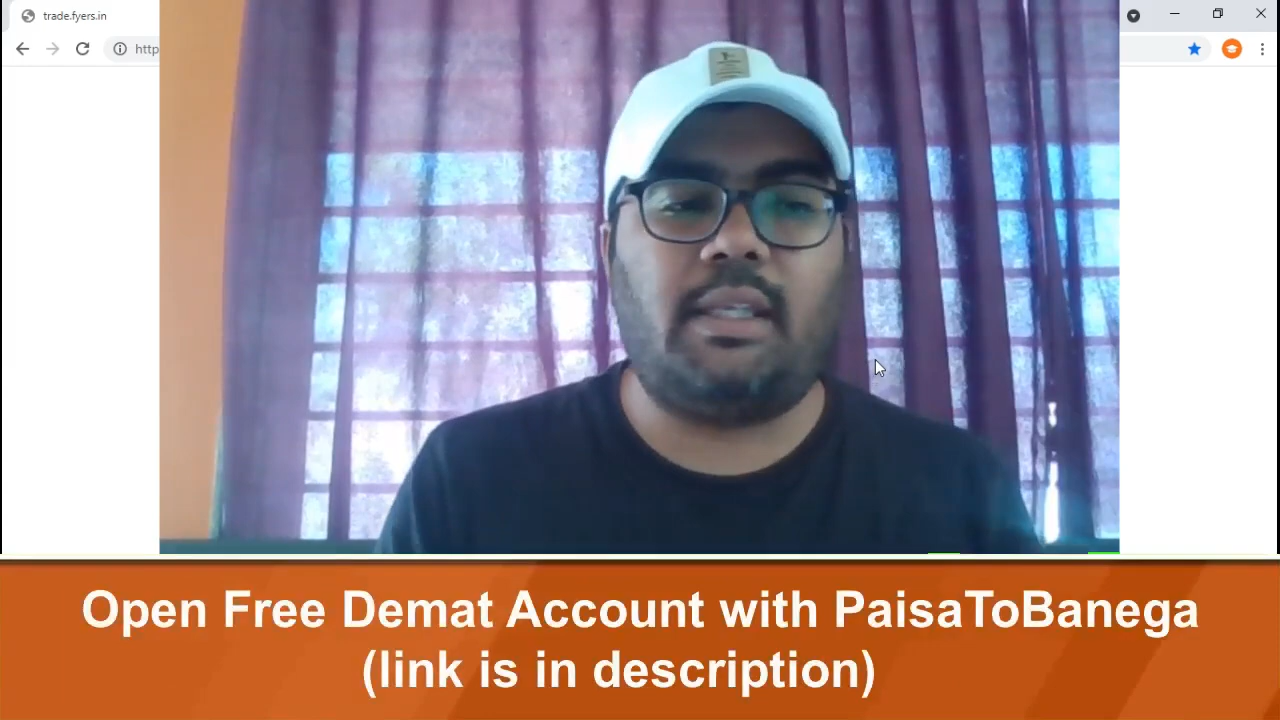 trade.fyers.in
http
Open Free Demat Account with PaisaToBanega
(link is in description)